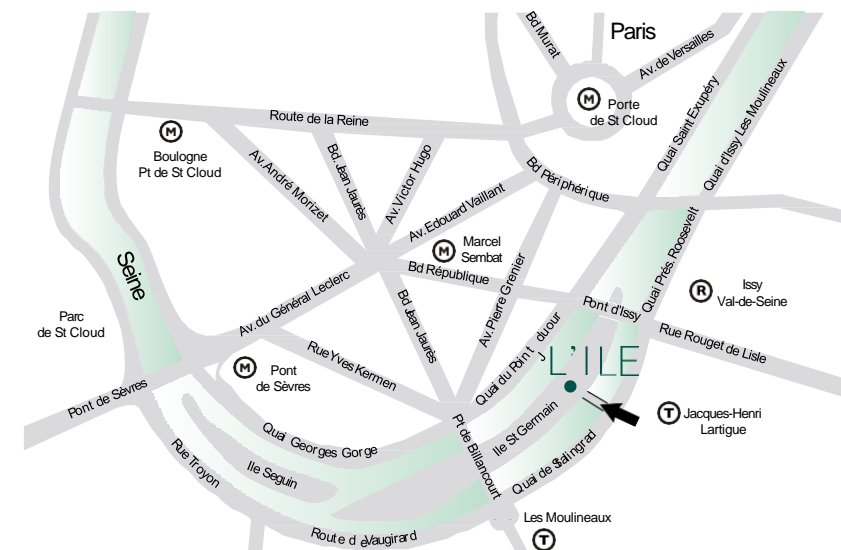 Bd Murat
Paris
Av. de Versailles
M
Porte
de St Cloud
Route de la Reine
M
Boulogne
Pt de St Cloud
Quai Saint Exupéry
Quai d'Issy Les Moulineaux
Av. André Morizet
Bd Jean Jaurès
Av. Victor Hugo
Bd Périphérique
Av. Edouard Vaillant
M
Marcel
Sembat
Bd République
Quai Prés. Roosevelt
Seine
R
Issy
Val-de-Seine
Av. du Général Leclerc
Bd Jean Jaurès
Av. Pierre Grenier
Pont d'Issy
Parc
de St Cloud
Rue Rouget de Lisle
Rue Yves Kermen
Quai du Point du Jour
L'ILE
M
Pont
de Sèvres
Pont de Sèvres
T
Jacques-Henri
Lartigue
Quai Georges Gorge
Pt de Billancourt
Ile St Germain
Quai de Stalingrad
Rue Troyon
Ile Seguin
Route de Vaugirard
Les Moulineaux
T